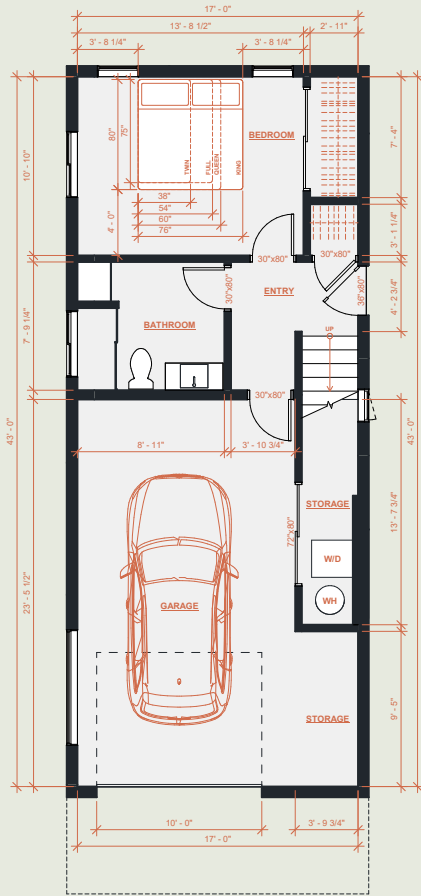 17' - 0"
13' - 8 1/2"
2' - 11"
3' - 8 1/4"
3' - 8 1/4"
80"
75"
BEDROOM
TWIN
FULL
QUEEN
KING
38"
54"
60"
76"
4' - 0"
10' - 10"
7' - 4"
3' - 1 1/4"
30"x80"
30"x80"
30"x80"
36"x80"
ENTRY
4' - 2 3/4"
7' - 9 1/4"
BATHROOM
UP
30"x80"
43' - 0"
43' - 0"
8' - 11"
3' - 10 3/4"
STORAGE
72"x80"
13' - 7 3/4"
W/D
23' - 5 1/2"
WH
GARAGE
STORAGE
9' - 5"
10' - 0"
3' - 9 3/4"
17' - 0"